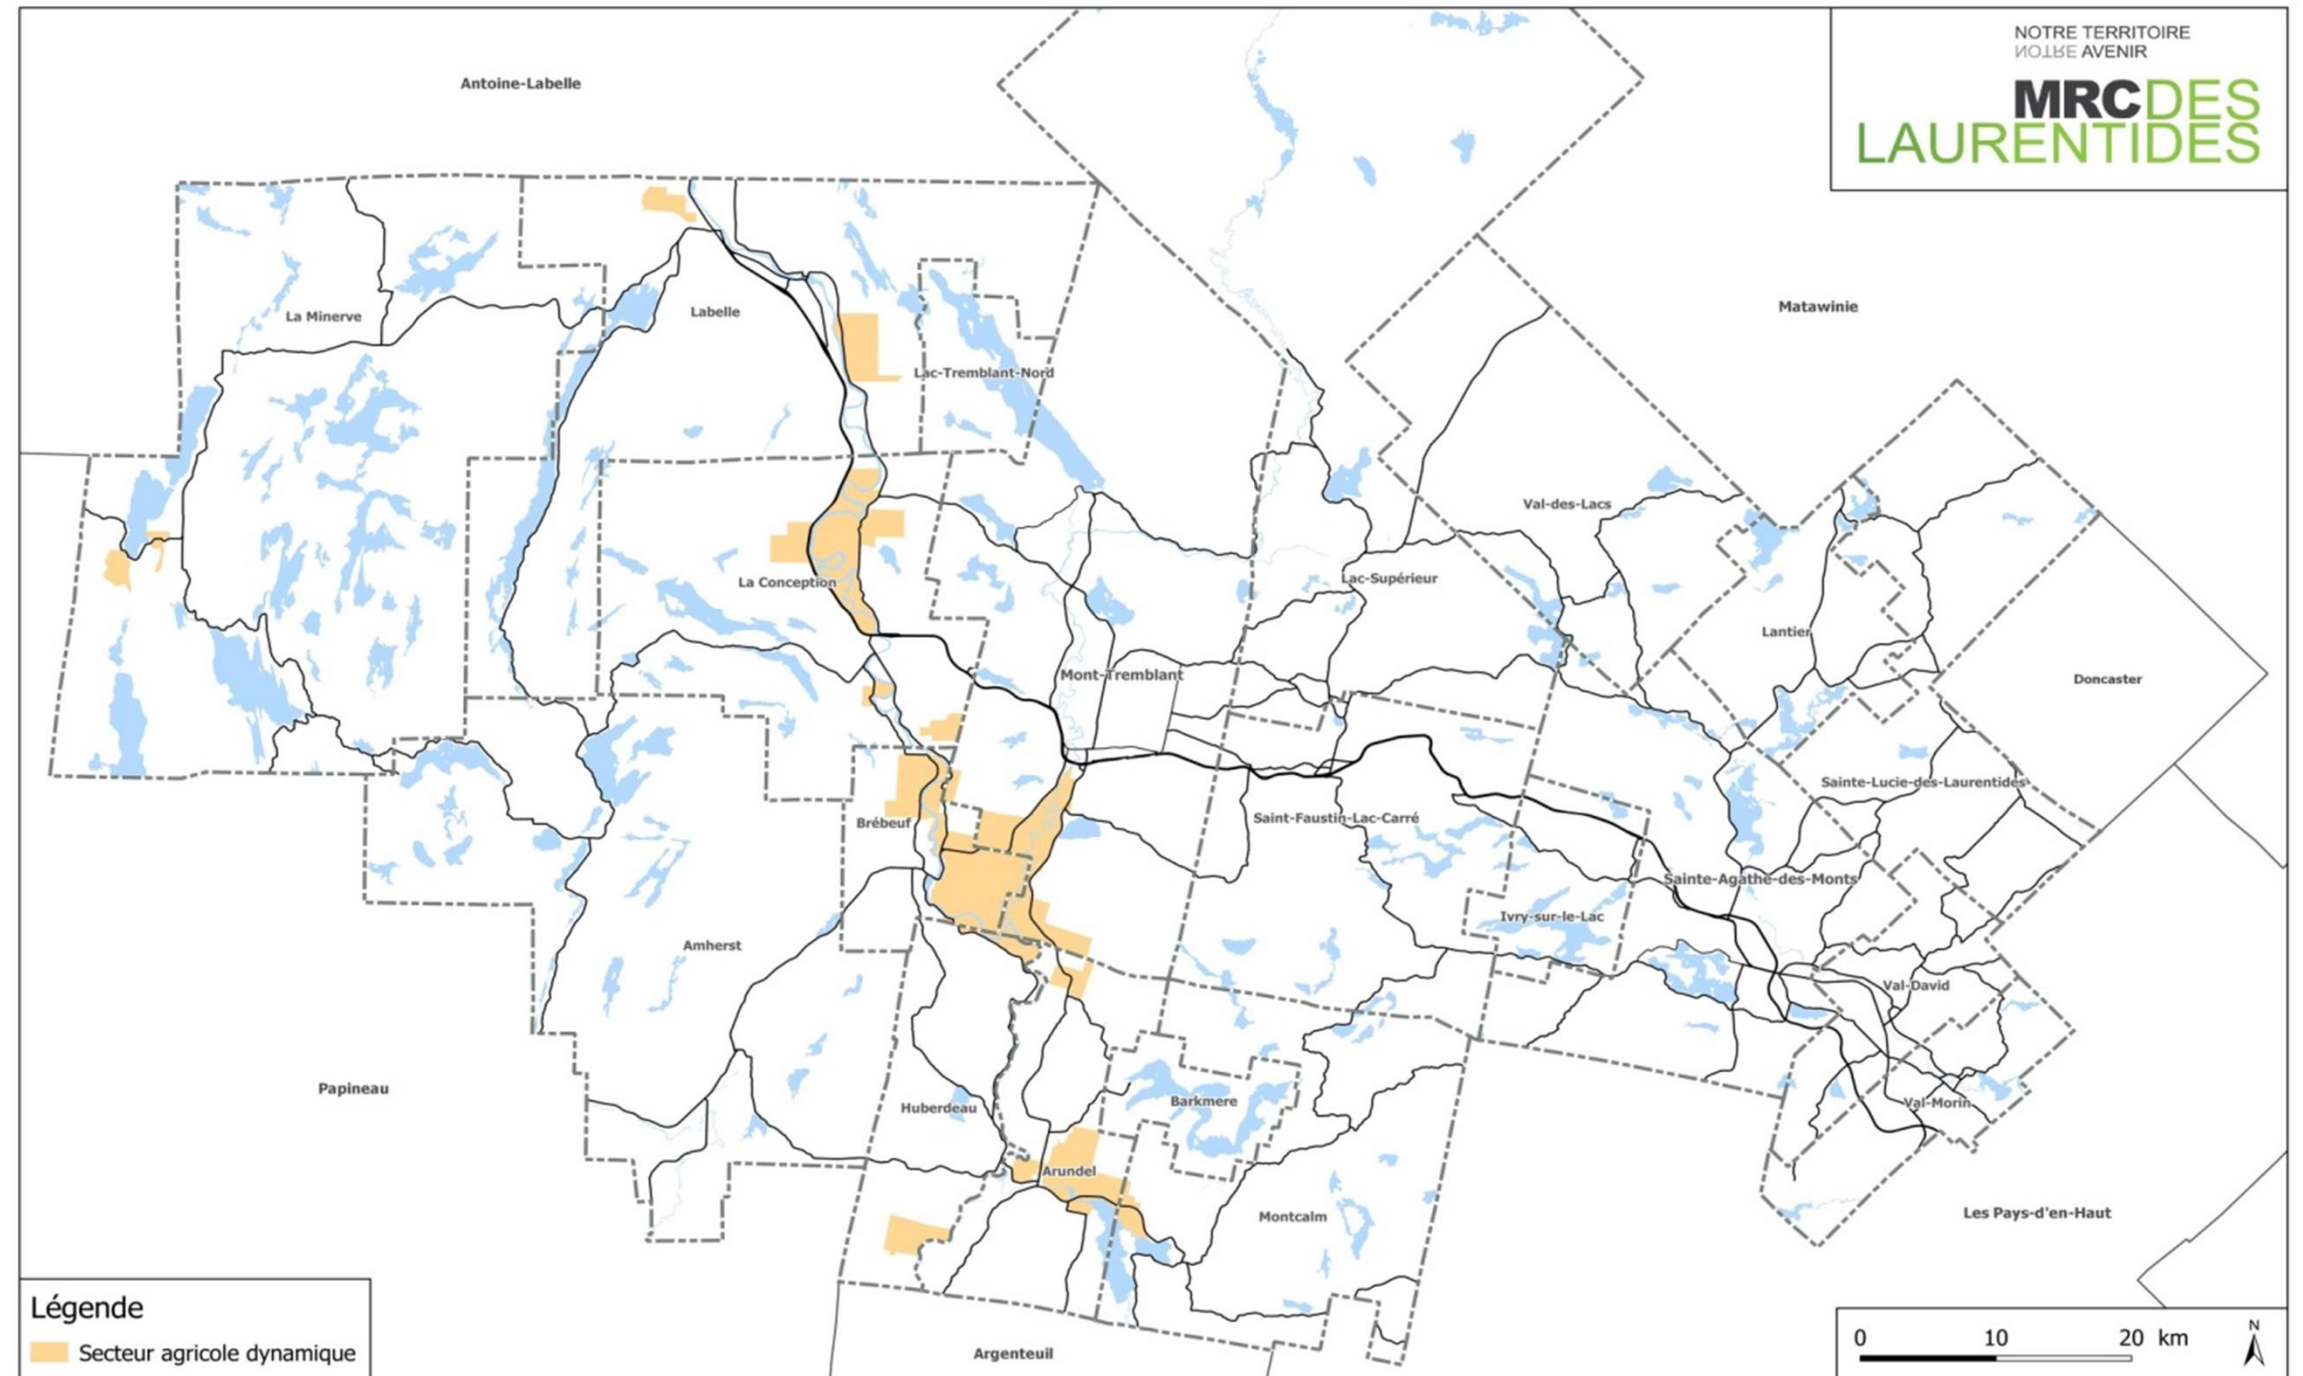 NOTRE TERRITOIRE
NOTRE AVENIR
MRC DES
LAURENTIDES
Antoine-Labelle
Matawinie
La Minerve
Labelle
Lac-Tremblant-Nord
Val-des-Lacs
La Conception
Lac-Supérieur
Lantier
Mont-Tremblant
Doncaster
Sainte-Lucie-des-Laurentides
Brébeuf
Saint-Faustin-Lac-Carré
Sainte-Agathe-des-Monts
Ivry-sur-le-Lac
Amherst
Val-David
Papineau
Huberdeau
Barkmere
Val-Morin
Arundel
Montcalm
Les Pays-d'en-Haut
Argenteuil
Légende
Secteur agricole dynamique
0 10 20 km
N